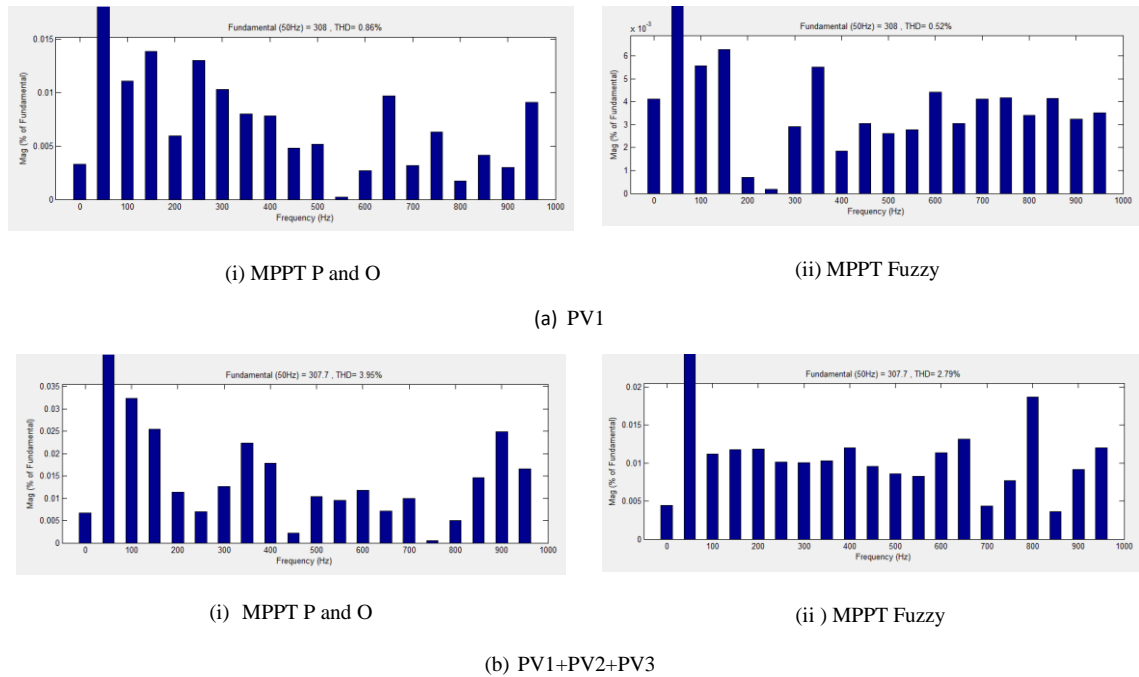 Fundamental (50Hz) = 308 , THD= 0.86%
Mag (% of Fundamental)
0.015
0.01
0.005
0
0 100 200 300 400 500 600 700 800 900 1000
Frequency (Hz)
Fundamental (50Hz) = 308 , THD= 0.52%
x 10⁻³
Mag (% of Fundamental)
6
5
4
3
2
1
0
0 100 200 300 400 500 600 700 800 900 1000
Frequency (Hz)
(i) MPPT P and O
(ii) MPPT Fuzzy
(a) PV1
Fundamental (50Hz) = 307.7 , THD= 3.95%
Mag (% of Fundamental)
0.035
0.03
0.025
0.02
0.015
0.01
0.005
0
0 100 200 300 400 500 600 700 800 900 1000
Frequency (Hz)
Fundamental (50Hz) = 307.7 , THD= 2.79%
Mag (% of Fundamental)
0.02
0.015
0.01
0.005
0
0 100 200 300 400 500 600 700 800 900 1000
Frequency (Hz)
(i) MPPT P and O
(ii ) MPPT Fuzzy
(b) PV1+PV2+PV3